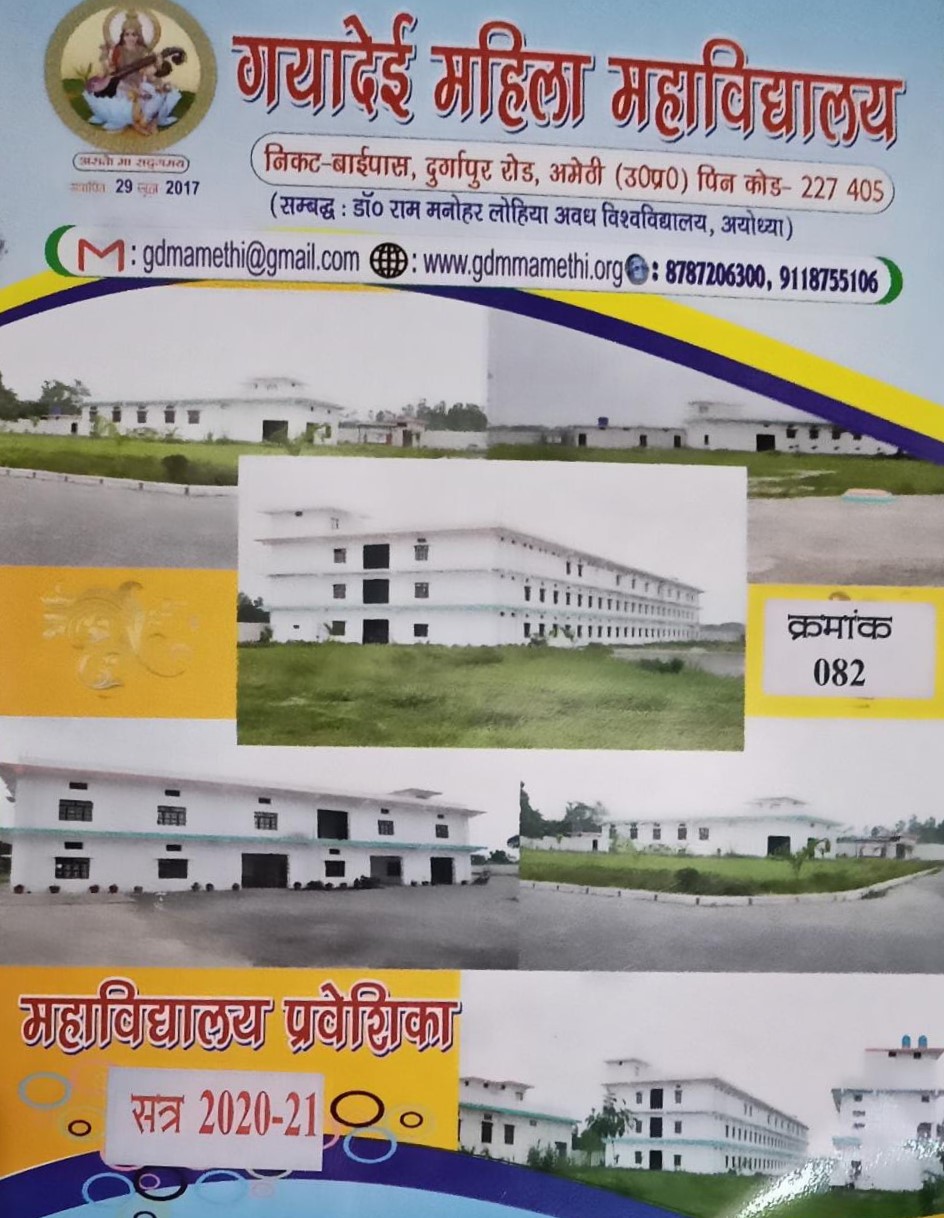 गयादेई महिला महाविद्यालय
निकट-बाईपास, दुर्गापुर रोड, अमेठी (उ0प्र0) पिन कोड- 227 405
(सम्बद्ध : डॉ0 राम मनोहर लोहिया अवध विश्वविद्यालय, अयोध्या)
असतो मा सद्गमय
स्थापित 29 जून 2017
M : gdmamethi@gmail.com : www.gdmmamethi.org : 8787206300, 9118755106
क्रमांक
082
महाविद्यालय प्रवेशिका
सत्र 2020-21